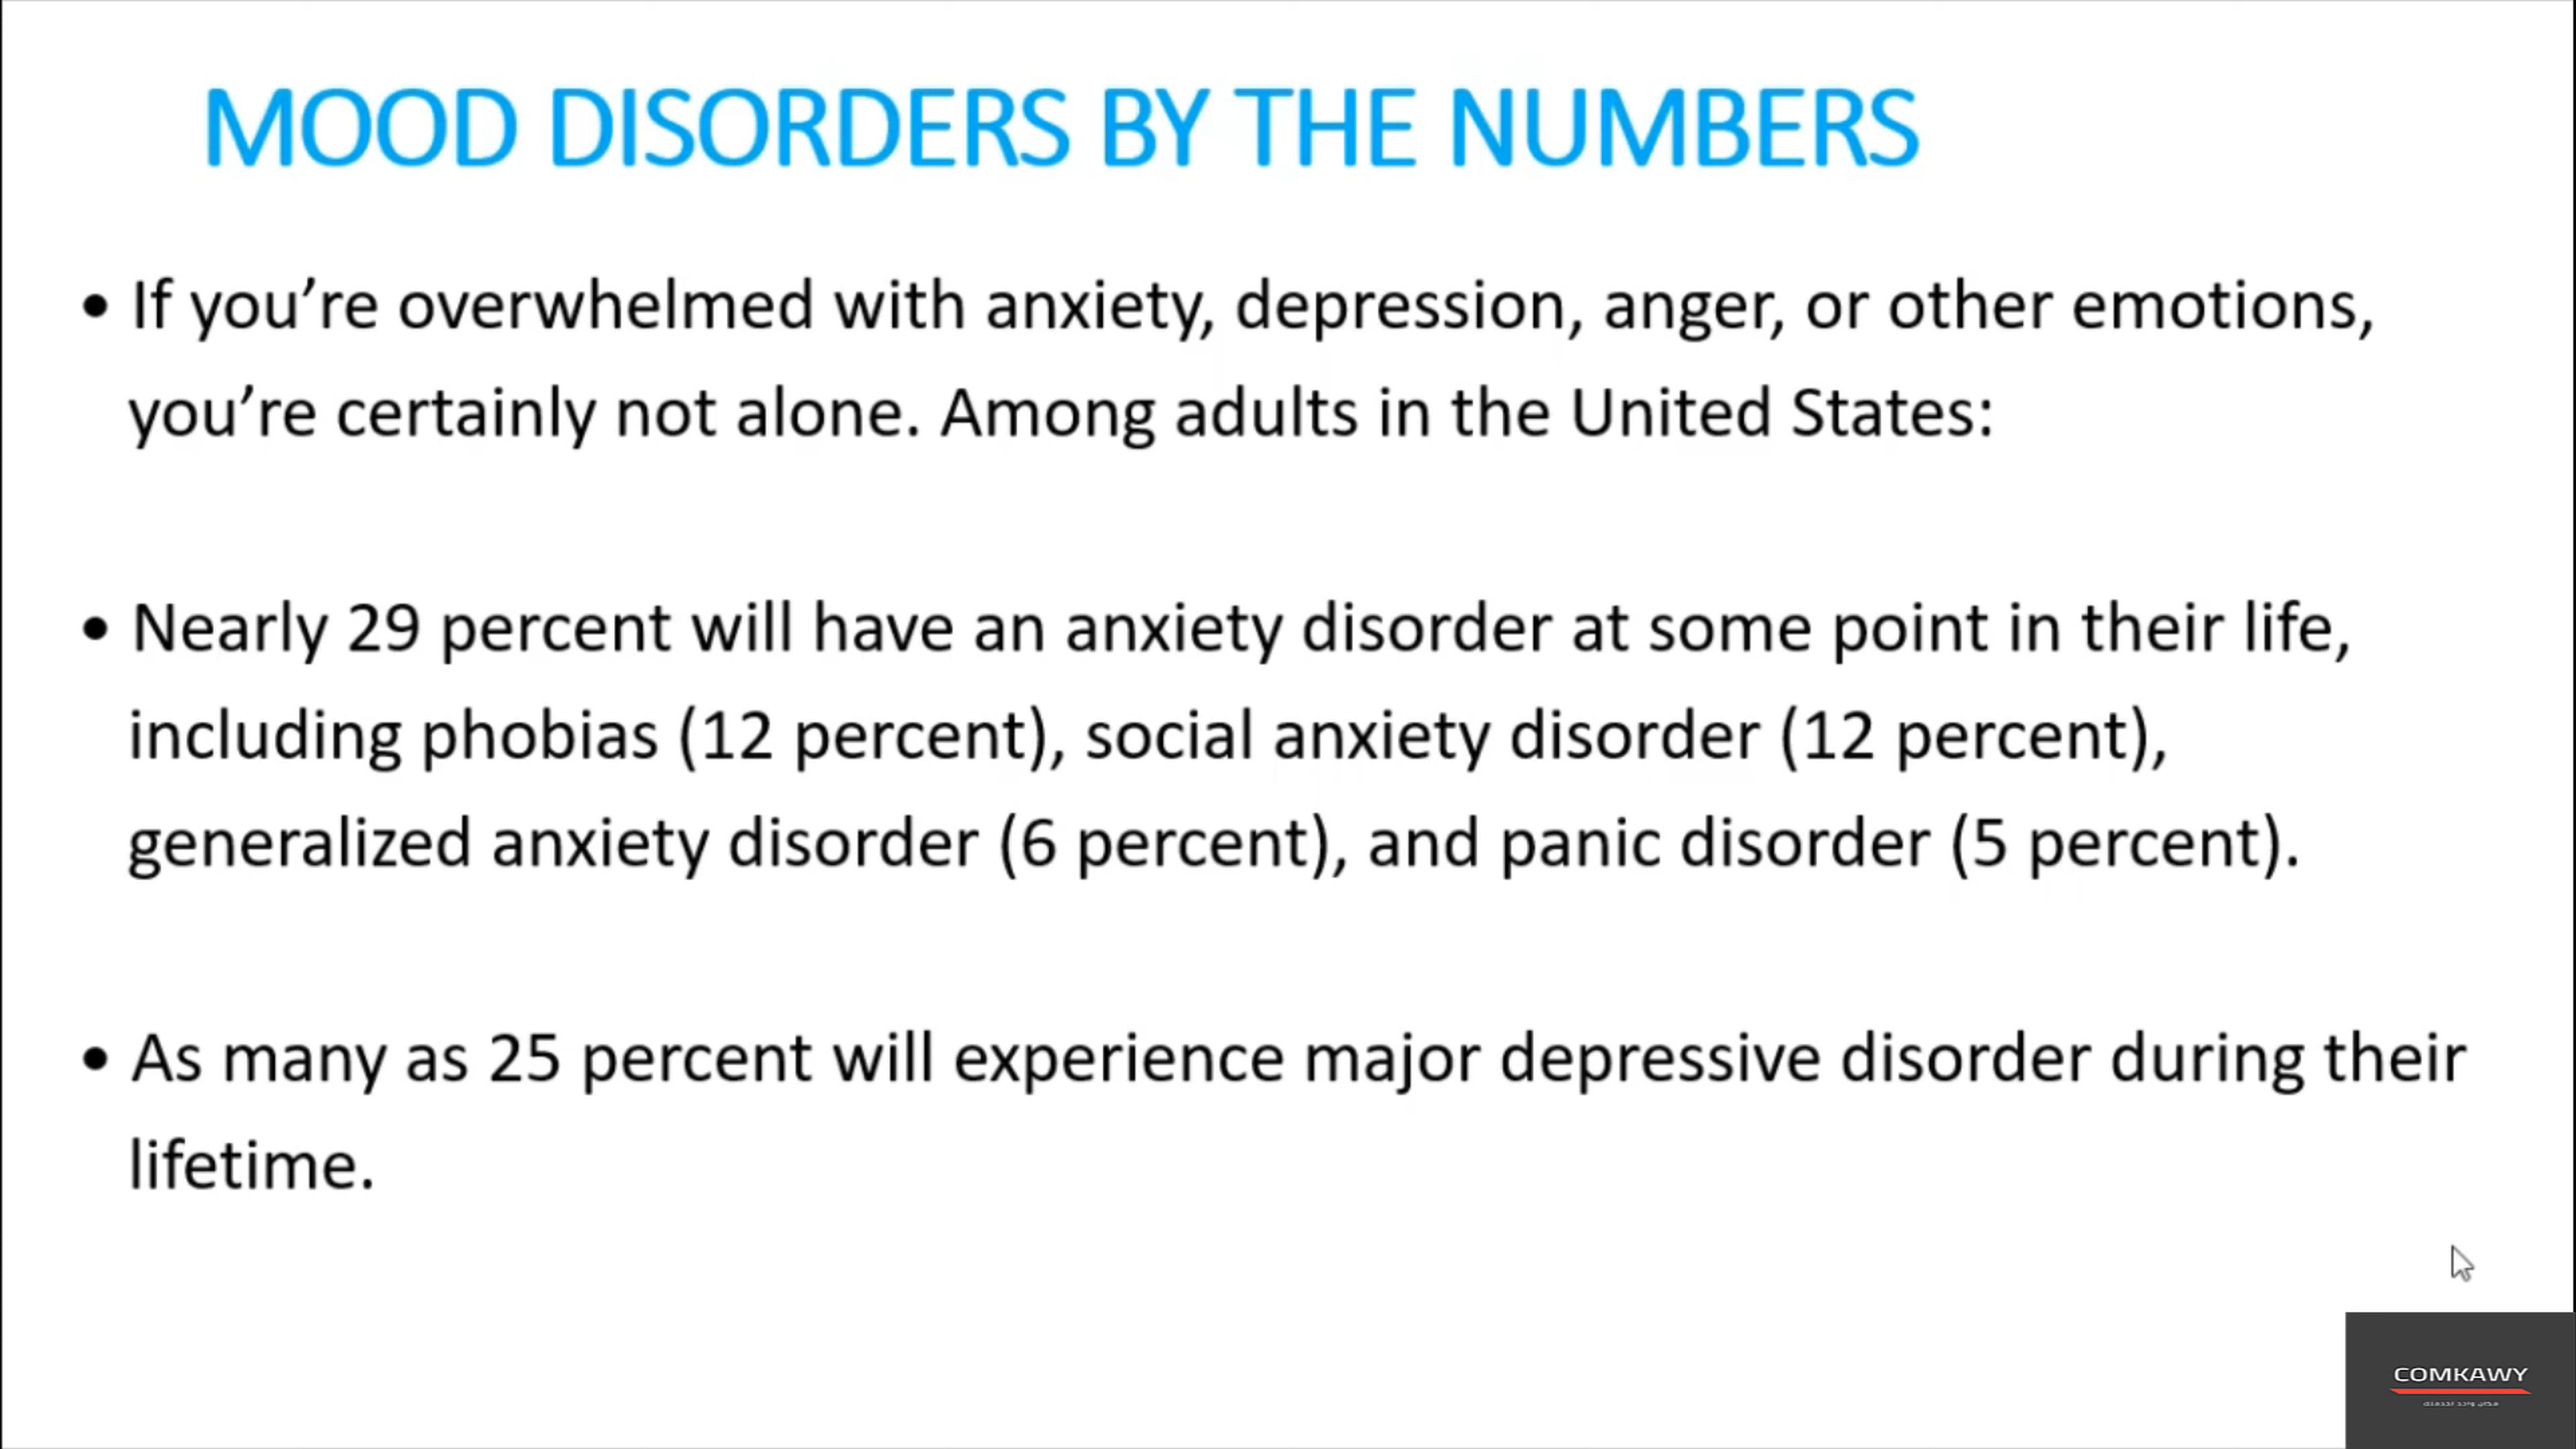 MOOD DISORDERS BY THE NUMBERS
• If you’re overwhelmed with anxiety, depression, anger, or other emotions,
you’re certainly not alone. Among adults in the United States:
• Nearly 29 percent will have an anxiety disorder at some point in their life,
including phobias (12 percent), social anxiety disorder (12 percent),
generalized anxiety disorder (6 percent), and panic disorder (5 percent).
• As many as 25 percent will experience major depressive disorder during their
lifetime.
COMKAWY